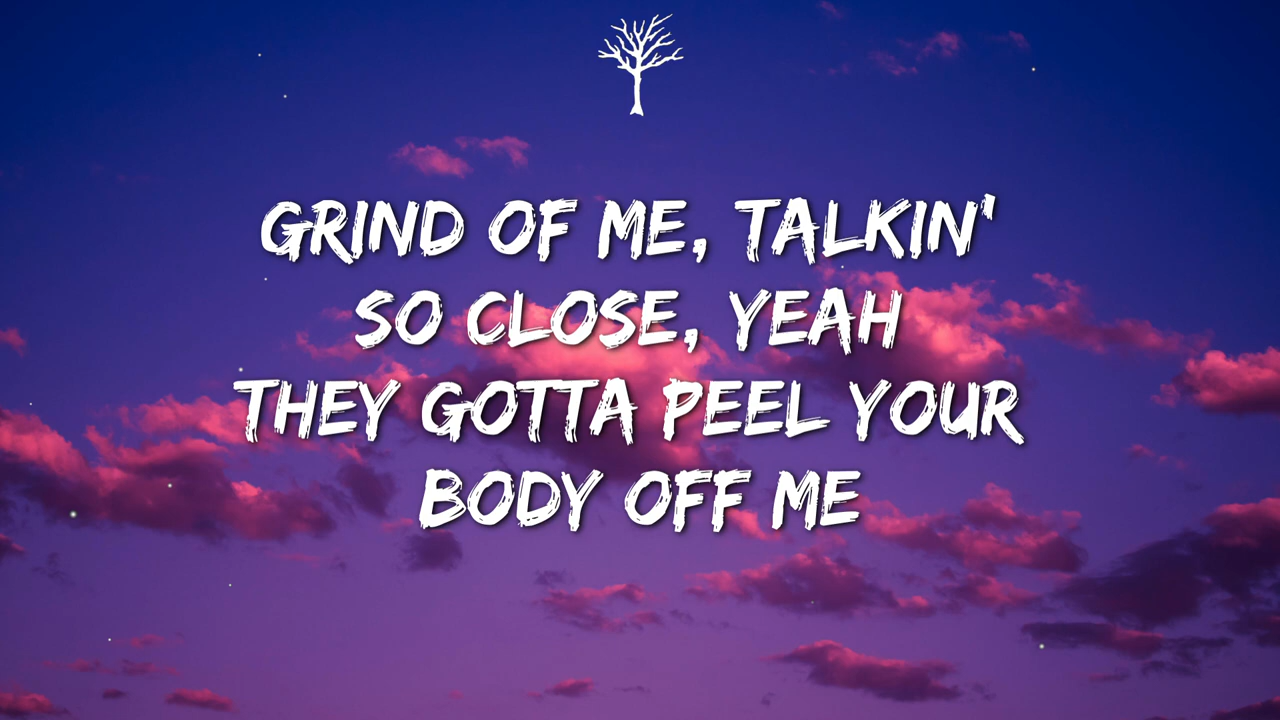 GRIND OF ME, TALKIN'
SO CLOSE, YEAH
THEY GOTTA PEEL YOUR
BODY OFF ME